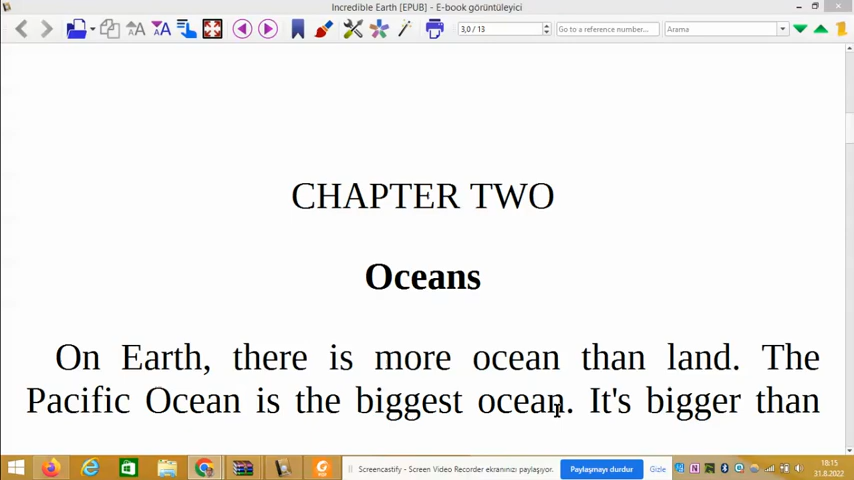 Incredible Earth [EPUB] - E-book görüntüleyici
3,0 / 13
Go to a reference number...
Arama
CHAPTER TWO
Oceans
On Earth, there is more ocean than land. The
Pacific Ocean is the biggest ocean. It's bigger than
Screencastify - Screen Video Recorder ekranınızı paylaşıyor.
Paylaşmayı durdur
Gizle
18:15
31.8.2022